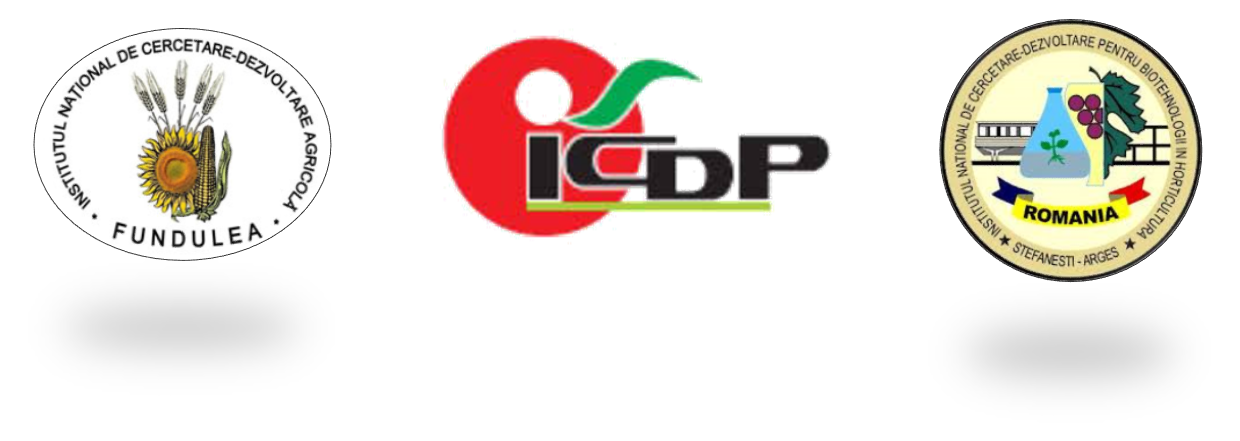 INSTITUTUL NATIONAL DE CERCETARE-DEZVOLTARE AGRICOLĂ
• FUNDULEA •
ICDP
INSTITUTUL NATIONAL DE CERCETARE-DEZVOLTARE PENTRU BIOTEHNOLOGII IN HORTICULTURA
ROMANIA
★ STEFANESTI - ARGES ★